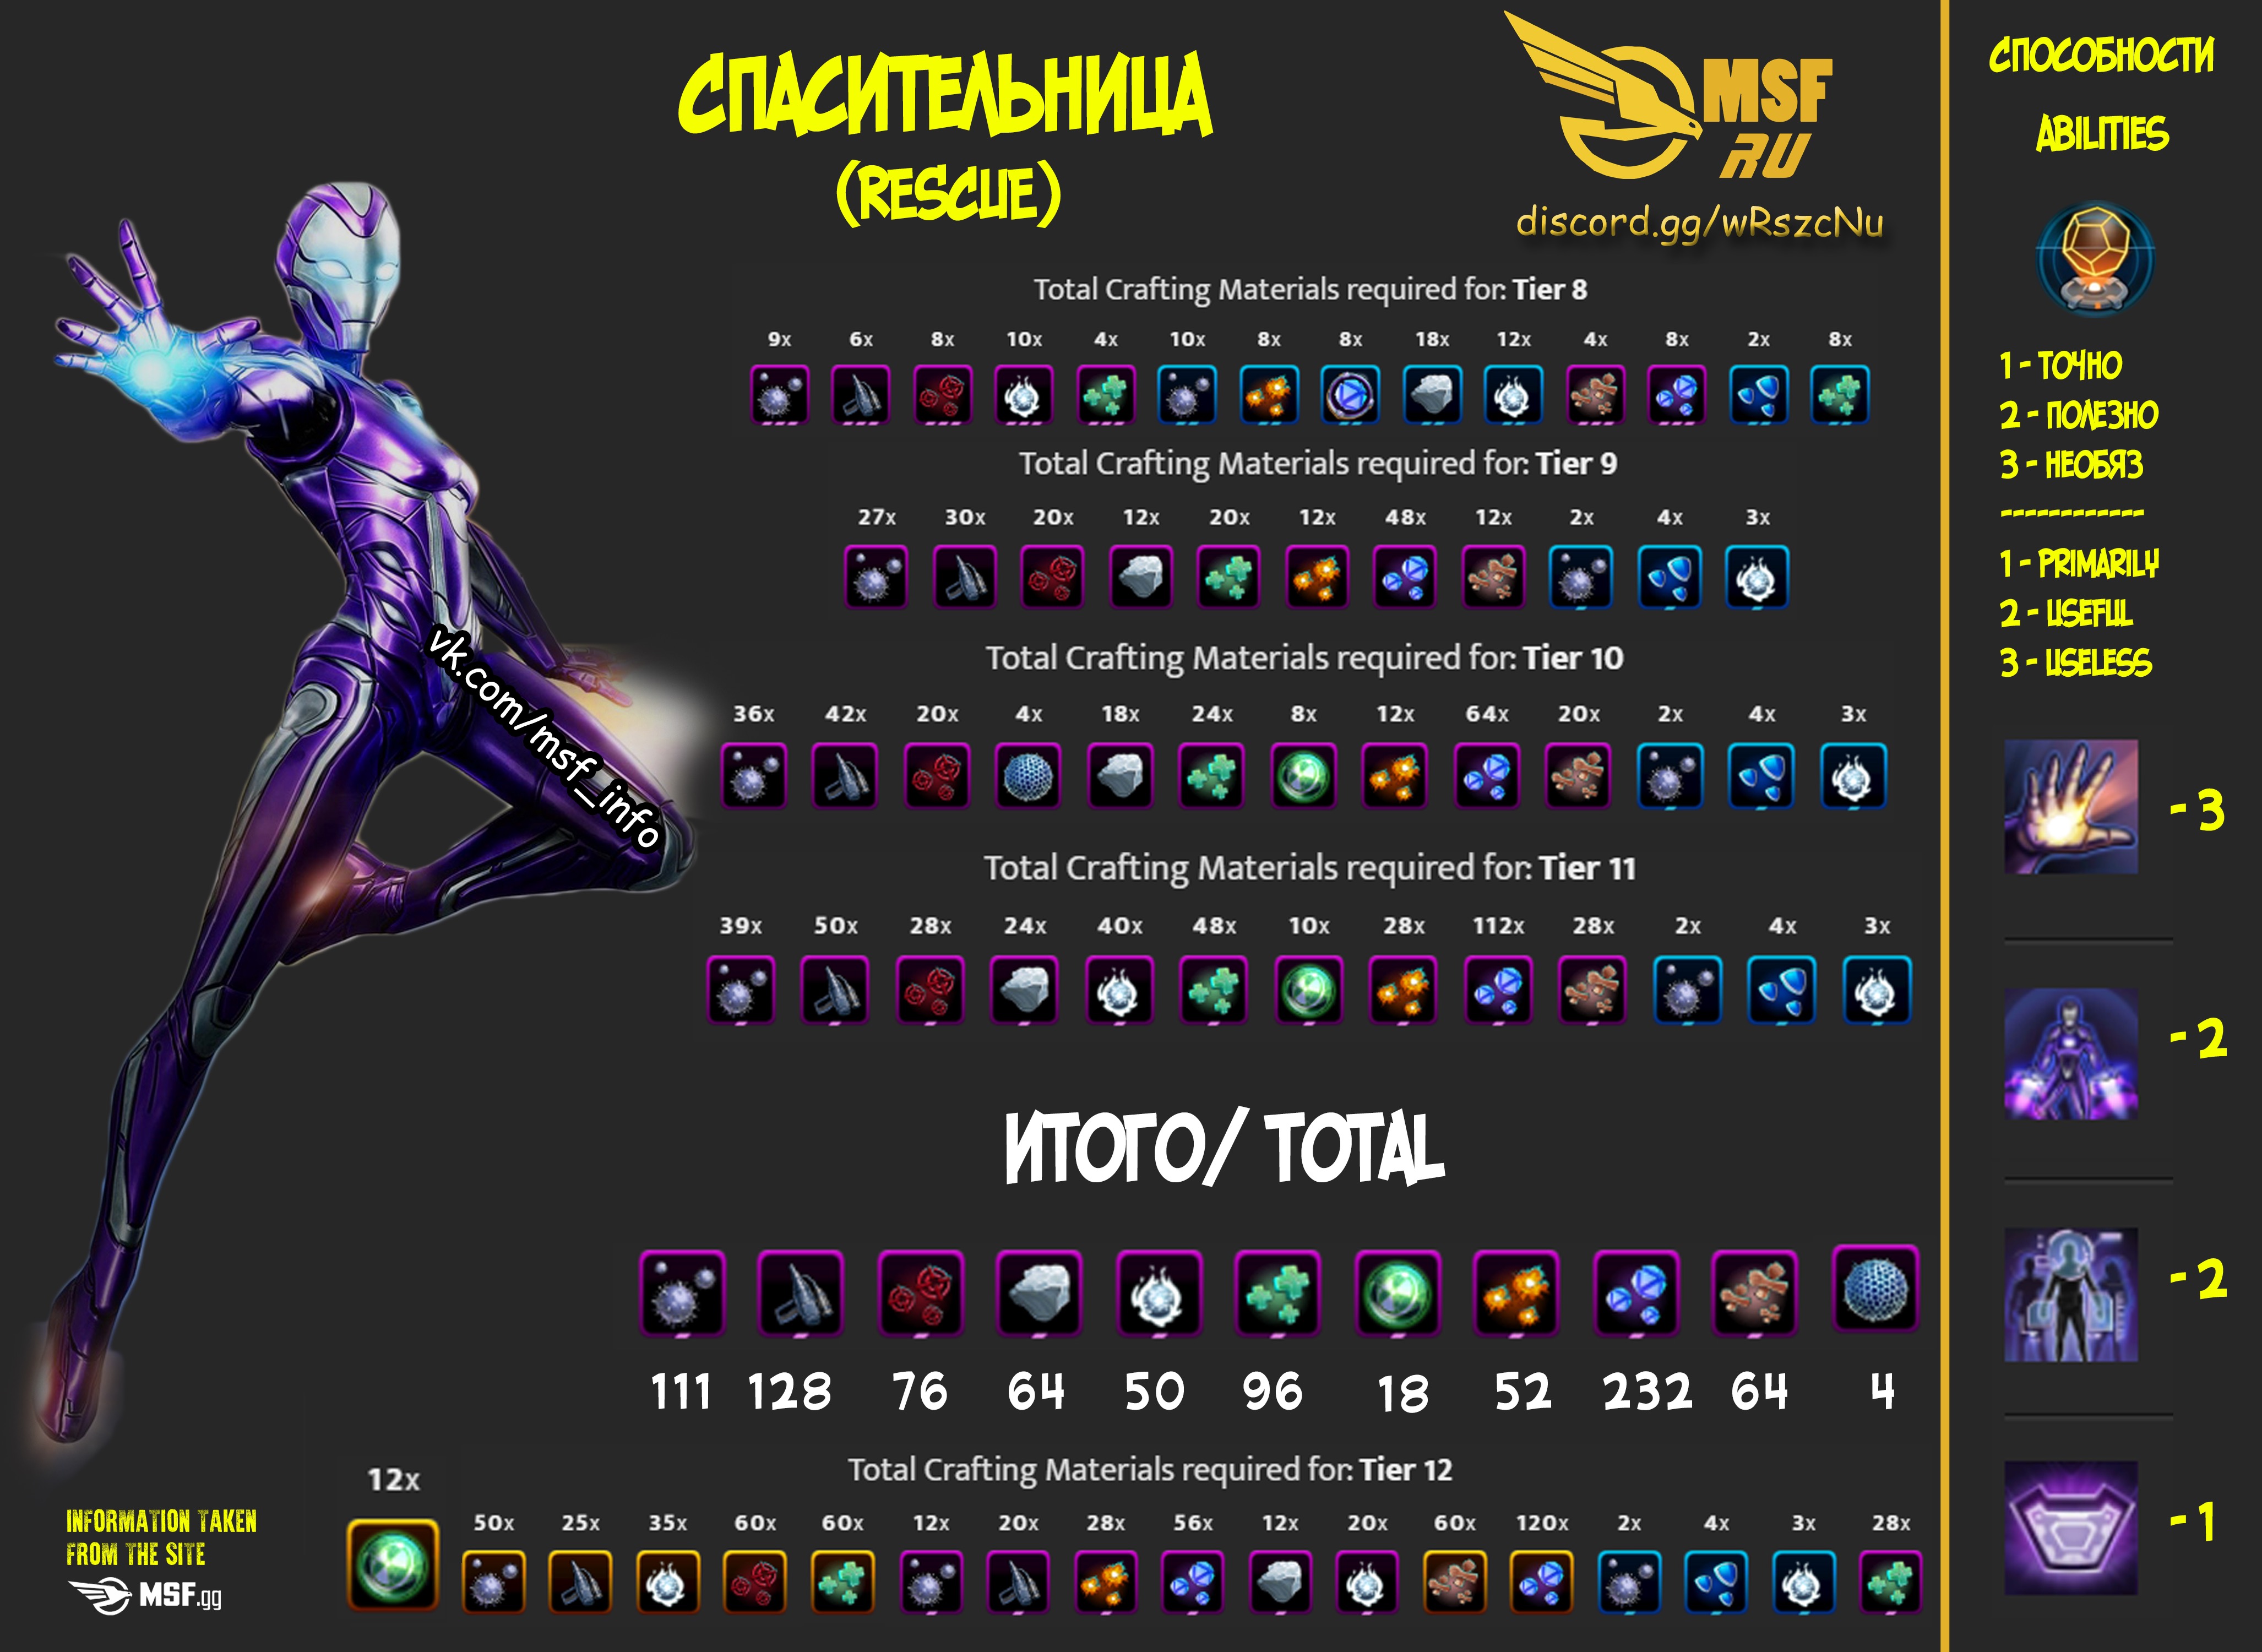 СПАСИТЕЛЬНИЦА
(RESCUE)
MSF
RU
discord.gg/wRszcNu
Total Crafting Materials required for: Tier 8
9x 6x 8x 10x 4x 10x 8x 8x 18x 12x 4x 8x 2x 8x
Total Crafting Materials required for: Tier 9
27x 30x 20x 12x 20x 12x 48x 12x 2x 4x 3x
Total Crafting Materials required for: Tier 10
36x 42x 20x 4x 18x 24x 8x 12x 64x 20x 2x 4x 3x
vk.com/msf_info
Total Crafting Materials required for: Tier 11
39x 50x 28x 24x 40x 48x 10x 28x 112x 28x 2x 4x 3x
ИТОГО/ TOTAL
111 128 76 64 50 96 18 52 232 64 4
Total Crafting Materials required for: Tier 12
12x
50x 25x 35x 60x 60x 12x 20x 28x 56x 12x 20x 60x 120x 2x 4x 3x 28x
INFORMATION TAKEN
FROM THE SITE
MSF.gg
СПОСОБНОСТИ
ABILITIES
1 - ТОЧНО
2 - ПОЛЕЗНО
3 - НЕОБЯЗ
------------
1 - PRIMARILY
2 - USEFUL
3 - USELESS
- 3
- 2
- 2
- 1